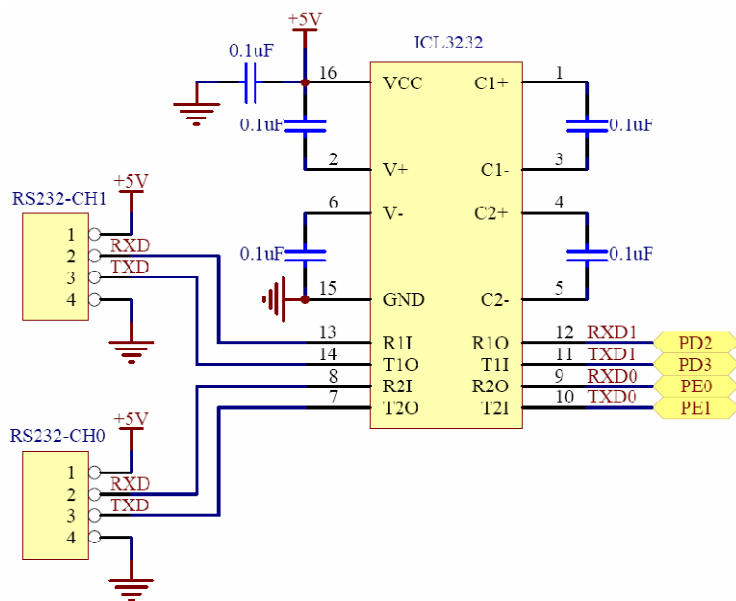 +5V
ICL3232
0.1uF
16 VCC C1+ 1
0.1uF 0.1uF
2 V+ C1- 3
+5V
RS232-CH1
6 V- C2+ 4
1
2 RXD
0.1uF 0.1uF
3 TXD
4
15 GND C2- 5
13 R1I R1O 12 RXD1 PD2
14 T1O T1I 11 TXD1 PD3
8 R2I R2O 9 RXD0 PE0
7 T2O T2I 10 TXD0 PE1
+5V
RS232-CH0
1
2 RXD
3 TXD
4